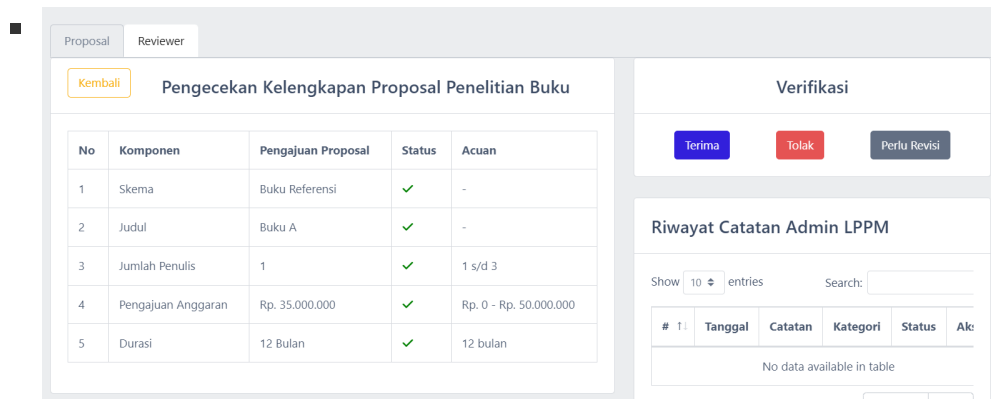 Proposal Reviewer
Kembali
Pengecekan Kelengkapan Proposal Penelitian Buku
No Komponen Pengajuan Proposal Status Acuan
1 Skema Buku Referensi ✓ -
2 Judul Buku A ✓ -
3 Jumlah Penulis 1 ✓ 1 s/d 3
4 Pengajuan Anggaran Rp. 35.000.000 ✓ Rp. 0 - Rp. 50.000.000
5 Durasi 12 Bulan ✓ 12 bulan
Verifikasi
Terima Tolak Perlu Revisi
Riwayat Catatan Admin LPPM
Show 10 entries Search:
# ↑↓ Tanggal Catatan Kategori Status
No data available in table